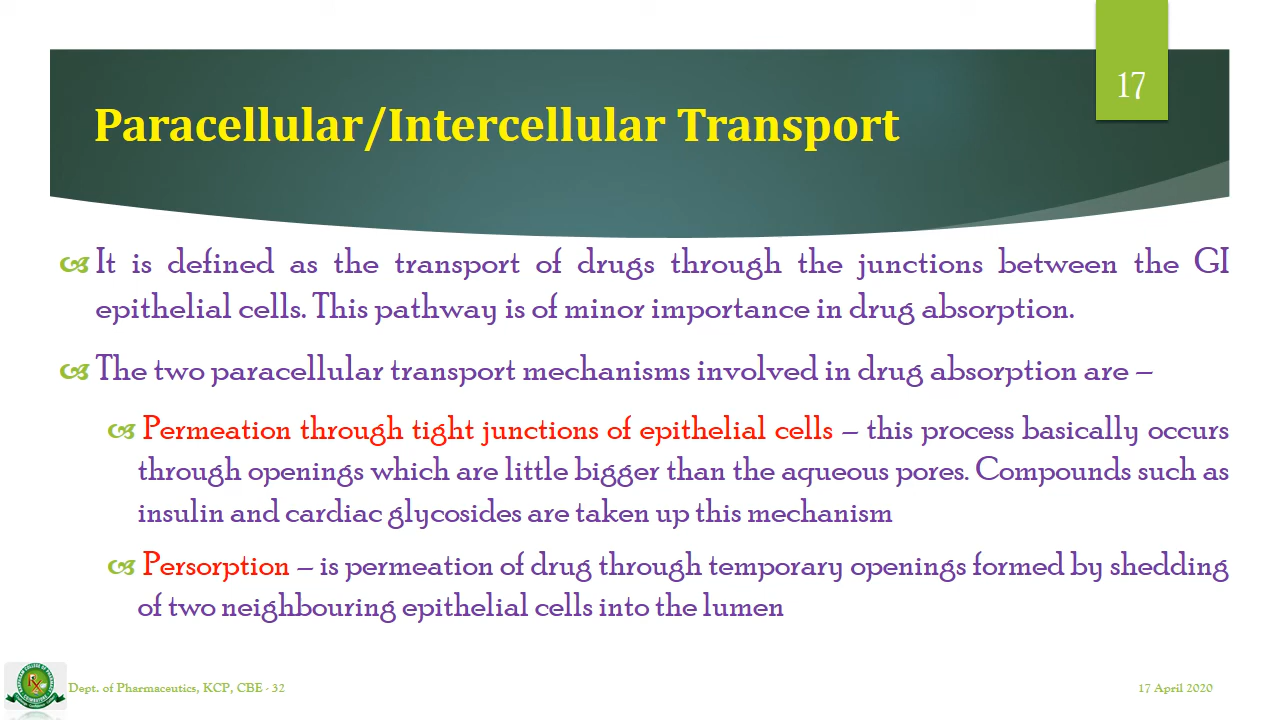 17
Paracellular/Intercellular Transport
It is defined as the transport of drugs through the junctions between the GI
epithelial cells. This pathway is of minor importance in drug absorption.
The two paracellular transport mechanisms involved in drug absorption are –
Permeation through tight junctions of epithelial cells – this process basically occurs
through openings which are little bigger than the aqueous pores. Compounds such as
insulin and cardiac glycosides are taken up this mechanism
Persorption – is permeation of drug through temporary openings formed by shedding
of two neighbouring epithelial cells into the lumen
Dept. of Pharmaceutics, KCP, CBE - 32
17 April 2020